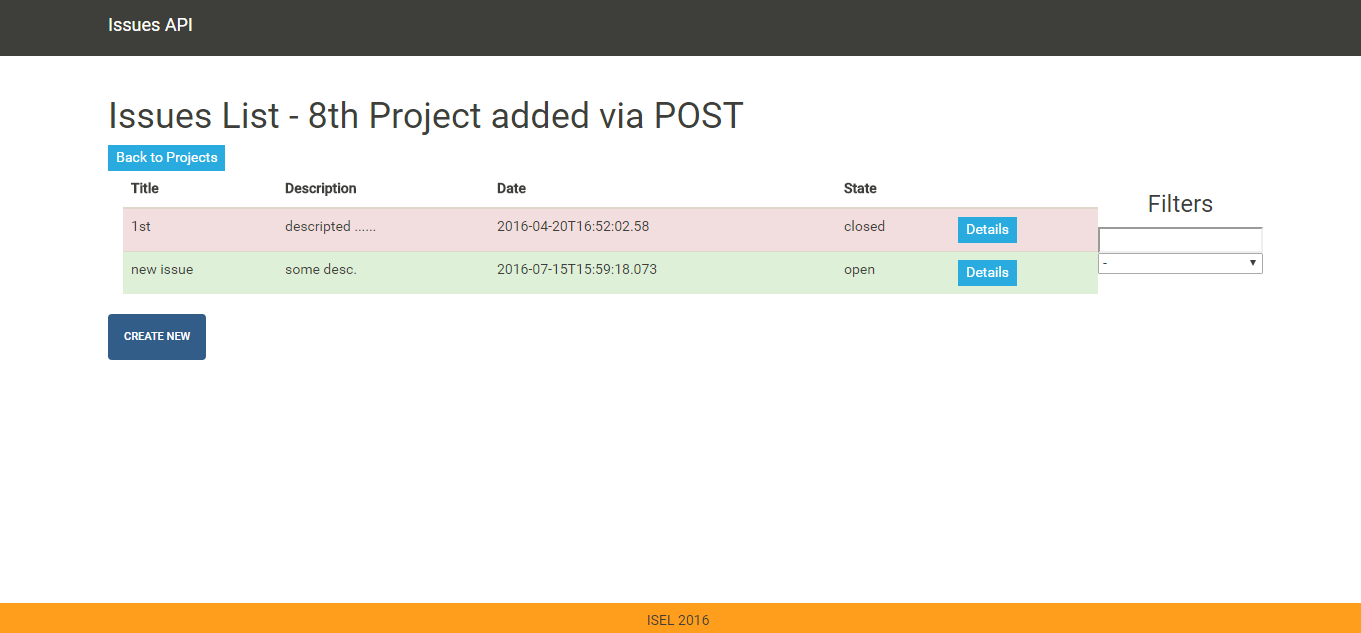 Issues API
Issues List - 8th Project added via POST
Back to Projects
Title Description Date State
1st descripted ...... 2016-04-20T16:52:02.58 closed Details
new issue some desc. 2016-07-15T15:59:18.073 open Details
Filters
-
CREATE NEW
ISEL 2016